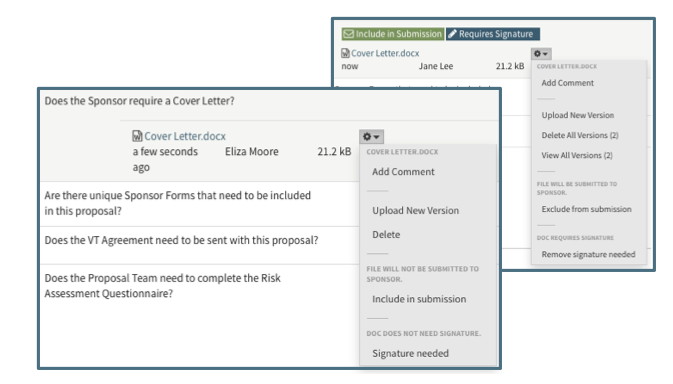 Include in Submission Requires Signature
Cover Letter.docx
now Jane Lee 21.2 kB
COVER LETTER.DOCX
Add Comment
Upload New Version
Delete All Versions (2)
View All Versions (2)
FILE WILL BE SUBMITTED TO
SPONSOR.
Exclude from submission
DOC REQUIRES SIGNATURE
Remove signature needed
Does the Sponsor require a Cover Letter?
Cover Letter.docx
a few seconds Eliza Moore 21.2 kB
ago
COVER LETTER.DOCX
Add Comment
Upload New Version
Delete
FILE WILL NOT BE SUBMITTED TO
SPONSOR.
Include in submission
DOC DOES NOT NEED SIGNATURE.
Signature needed
Are there unique Sponsor Forms that need to be included
in this proposal?
Does the VT Agreement need to be sent with this proposal?
Does the Proposal Team need to complete the Risk
Assessment Questionnaire?